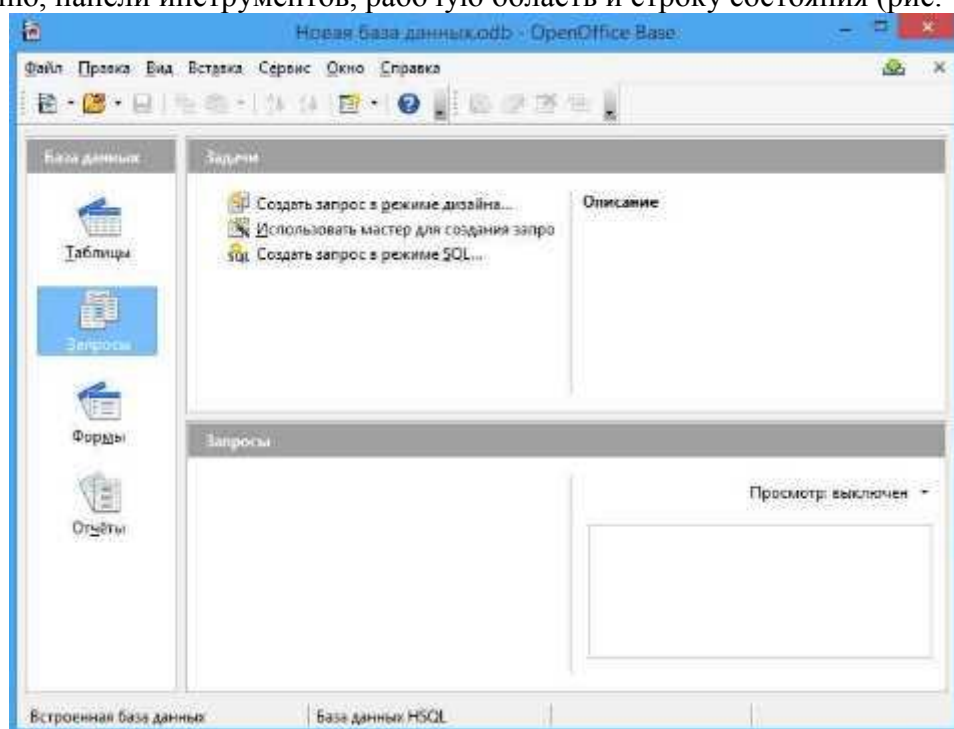 но, панели инструментов, рабочую область и строку состояния (рис.
Новая база данных.odb - OpenOffice Base
Файл Правка Вид Вставка Сервис Окно Справка
База данных
Задачи
Создать запрос в режиме дизайна...
Использовать мастер для создания запро
SQL Создать запрос в режиме SQL...
Описание
Таблицы
Запросы
Формы
Отчёты
Запросы
Просмотр: выключен
Встроенная база данных
База данных HSQL